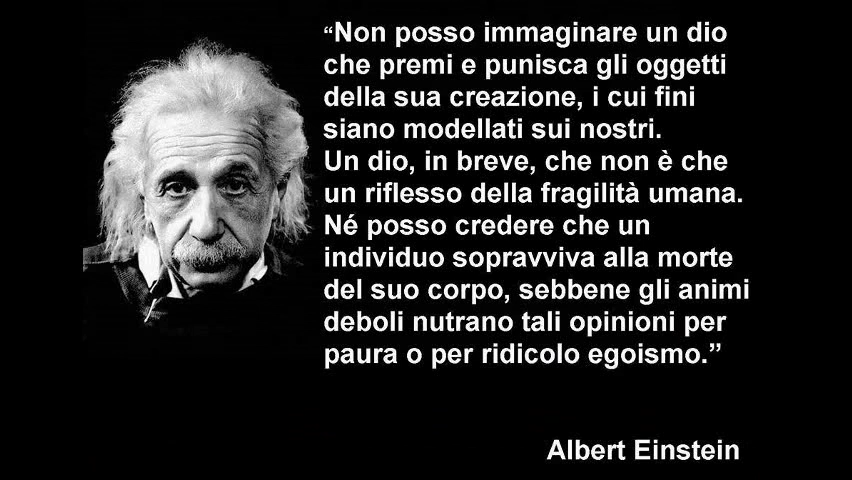 “Non posso immaginare un dio
che premi e punisca gli oggetti
della sua creazione, i cui fini
siano modellati sui nostri.
Un dio, in breve, che non è che
un riflesso della fragilità umana.
Né posso credere che un
individuo sopravviva alla morte
del suo corpo, sebbene gli animi
deboli nutrano tali opinioni per
paura o per ridicolo egoismo.”
Albert Einstein